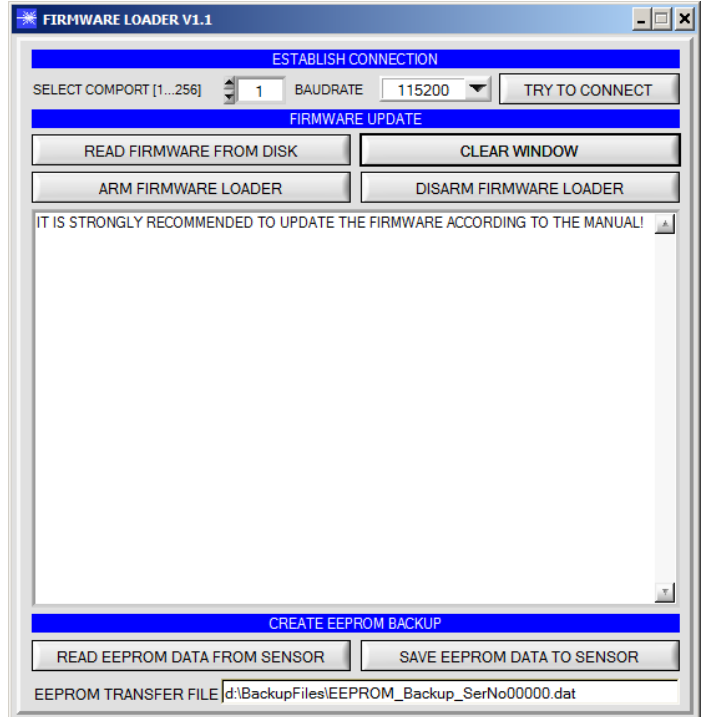 FIRMWARE LOADER V1.1
ESTABLISH CONNECTION
SELECT COMPORT [1...256] 1 BAUDRATE 115200 TRY TO CONNECT
FIRMWARE UPDATE
READ FIRMWARE FROM DISK CLEAR WINDOW
ARM FIRMWARE LOADER DISARM FIRMWARE LOADER
IT IS STRONGLY RECOMMENDED TO UPDATE THE FIRMWARE ACCORDING TO THE MANUAL!
CREATE EEPROM BACKUP
READ EEPROM DATA FROM SENSOR SAVE EEPROM DATA TO SENSOR
EEPROM TRANSFER FILE d:\BackupFiles\EEPROM_Backup_SerNo00000.dat